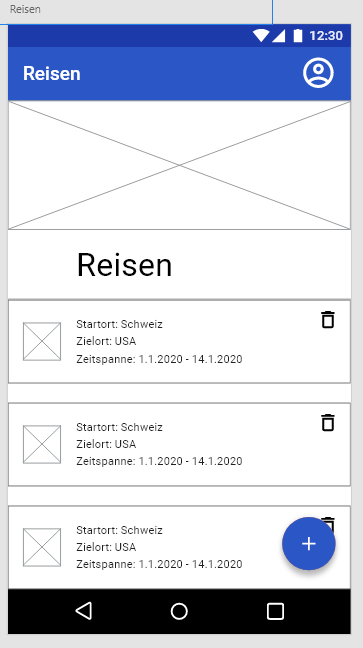 Reisen
12:30
Reisen
Reisen
Startort: Schweiz
Zielort: USA
Zeitspanne: 1.1.2020 - 14.1.2020
Startort: Schweiz
Zielort: USA
Zeitspanne: 1.1.2020 - 14.1.2020
Startort: Schweiz
Zielort: USA
Zeitspanne: 1.1.2020 - 14.1.2020